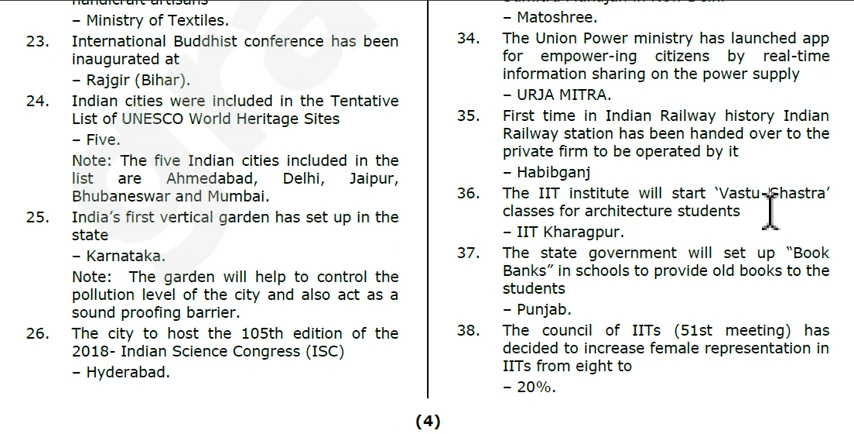 handicraft artisans
– Ministry of Textiles.
23. International Buddhist conference has been
inaugurated at
– Rajgir (Bihar).
24. Indian cities were included in the Tentative
List of UNESCO World Heritage Sites
– Five.
Note: The five Indian cities included in the
list are Ahmedabad, Delhi, Jaipur,
Bhubaneswar and Mumbai.
25. India's first vertical garden has set up in the
state
– Karnataka.
Note: The garden will help to control the
pollution level of the city and also act as a
sound proofing barrier.
26. The city to host the 105th edition of the
2018- Indian Science Congress (ISC)
– Hyderabad.
– Matoshree.
34. The Union Power ministry has launched app
for empower-ing citizens by real-time
information sharing on the power supply
– URJA MITRA.
35. First time in Indian Railway history Indian
Railway station has been handed over to the
private firm to be operated by it
– Habibganj
36. The IIT institute will start ‘Vastu-Shastra’
classes for architecture students
– IIT Kharagpur.
37. The state government will set up “Book
Banks” in schools to provide old books to the
students
– Punjab.
38. The council of IITs (51st meeting) has
decided to increase female representation in
IITs from eight to
– 20%.
(4)